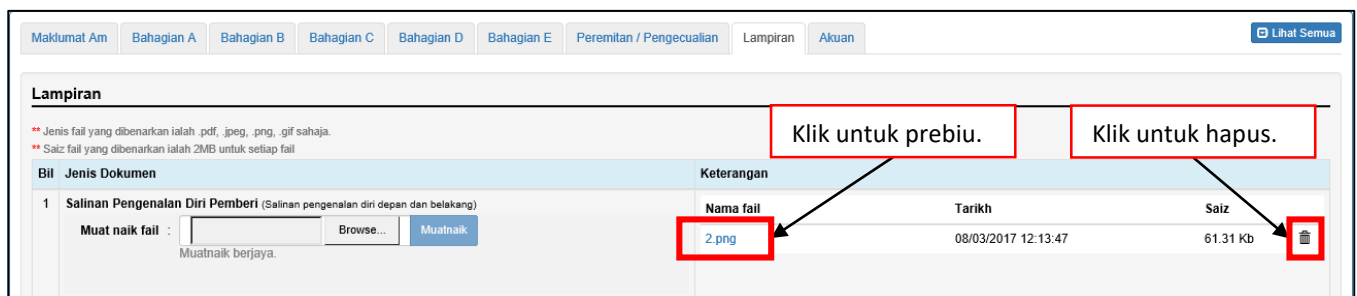 Maklumat Am Bahagian A Bahagian B Bahagian C Bahagian D Bahagian E Peremitan / Pengecualian Lampiran Akuan Lihat Semua
Lampiran
Klik untuk prebiu. Klik untuk hapus.
** Jenis fail yang dibenarkan ialah .pdf, .jpeg, .png, .gif sahaja.
** Saiz fail yang dibenarkan ialah 2MB untuk setiap fail
Bil Jenis Dokumen Keterangan
1 Salinan Pengenalan Diri Pemberi (Salinan pengenalan diri depan dan belakang)
Nama fail Tarikh Saiz
Muat naik fail : Browse... Muatnaik
2.png 08/03/2017 12:13:47 61.31 Kb
Muatnaik berjaya.